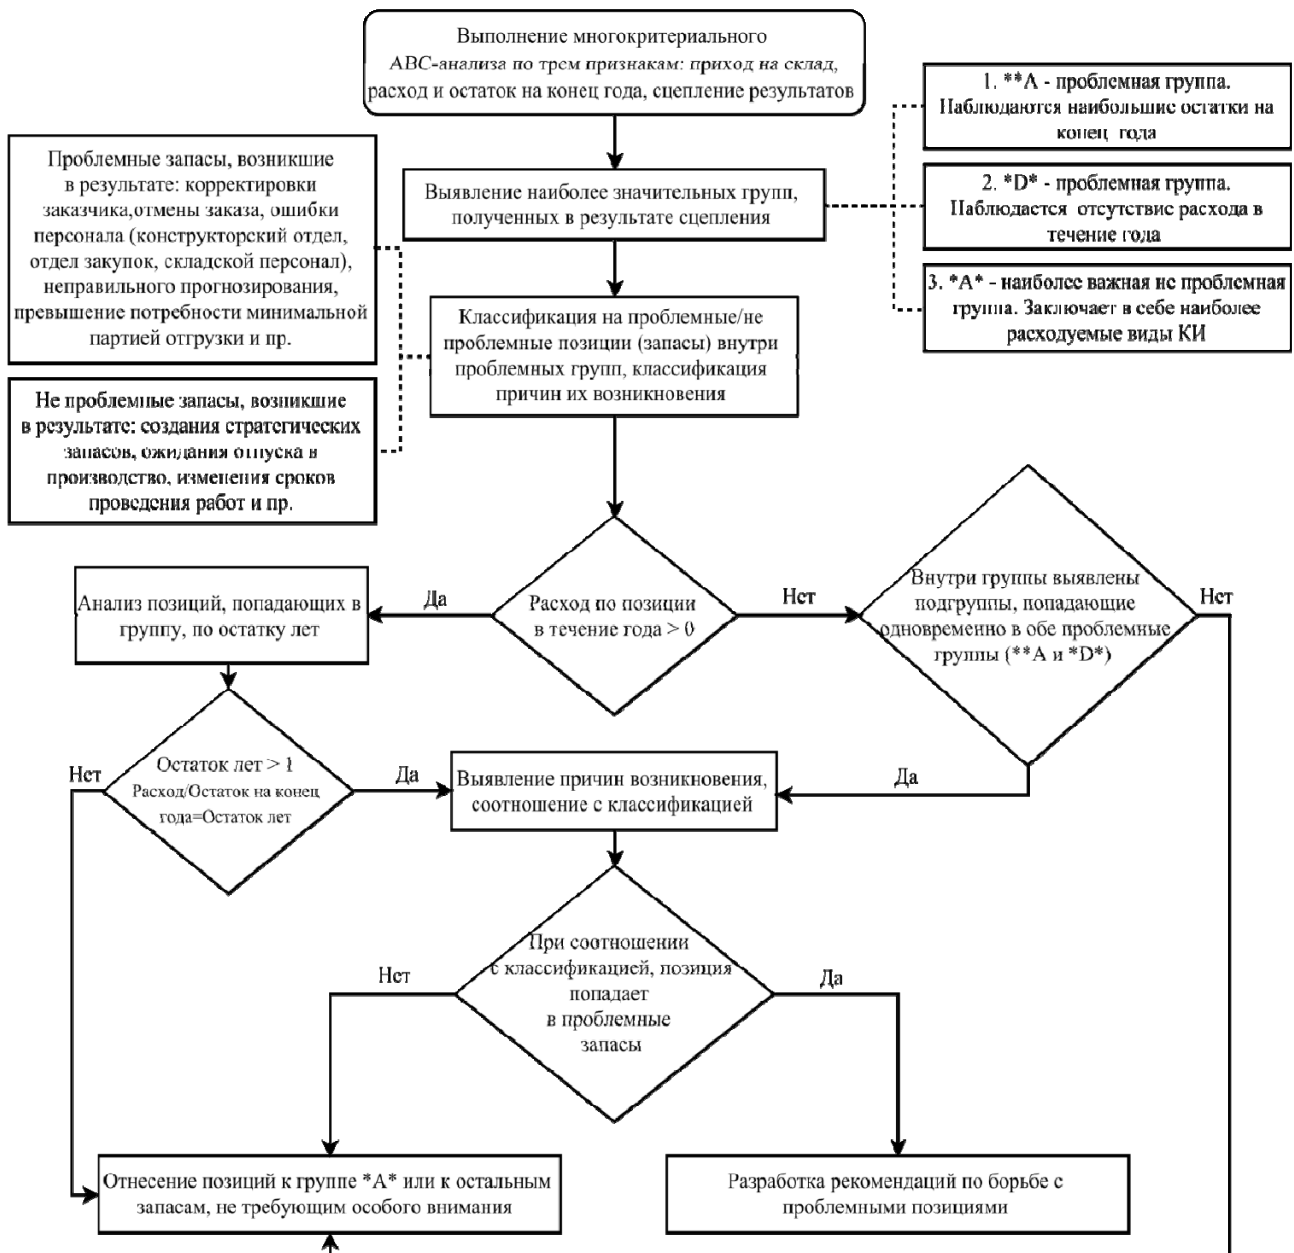 Выполнение многокритериального
АВС-анализа по трем признакам: приход на склад,
расход и остаток на конец года, сцепление результатов
1. **А - проблемная группа.
Наблюдаются наибольшие остатки на
конец года
Проблемные запасы, возникшие
в результате: корректировки
заказчика,отмены заказа, ошибки
персонала (конструкторский отдел,
отдел закупок, складской персонал),
неправильного прогнозирования,
превышение потребности минимальной
партией отгрузки и пр.
Выявление наиболее значительных групп,
полученных в результате сцепления
2. *D* - проблемная группа.
Наблюдается отсутствие расхода в
течение года
3. *А* - наиболее важная не проблемная
группа. Заключает в себе наиболее
расходуемые виды КИ
Классификация на проблемные/не
проблемные позиции (запасы) внутри
проблемных групп, классификация
причин их возникновения
Не проблемные запасы, возникшие
в результате: создания стратегических
запасов, ожидания отпуска в
производство, изменения сроков
проведения работ и пр.
Анализ позиций, попадающих в
группу, по остатку лет
Да
Расход по позиции
в течение года > 0
Нет
Внутри группы выявлены
подгруппы, попадающие
одновременно в обе проблемные
группы (**А и *D*)
Нет
Нет
Остаток лет > 1
Расход/Остаток на конец
года=Остаток лет
Да
Выявление причин возникновения,
соотношение с классификацией
Да
Нет
При соотношении
с классификацией, позиция
попадает
в проблемные
запасы
Да
Отнесение позиций к группе *А* или к остальным
запасам, не требующим особого внимания
Разработка рекомендаций по борьбе с
проблемными позициями